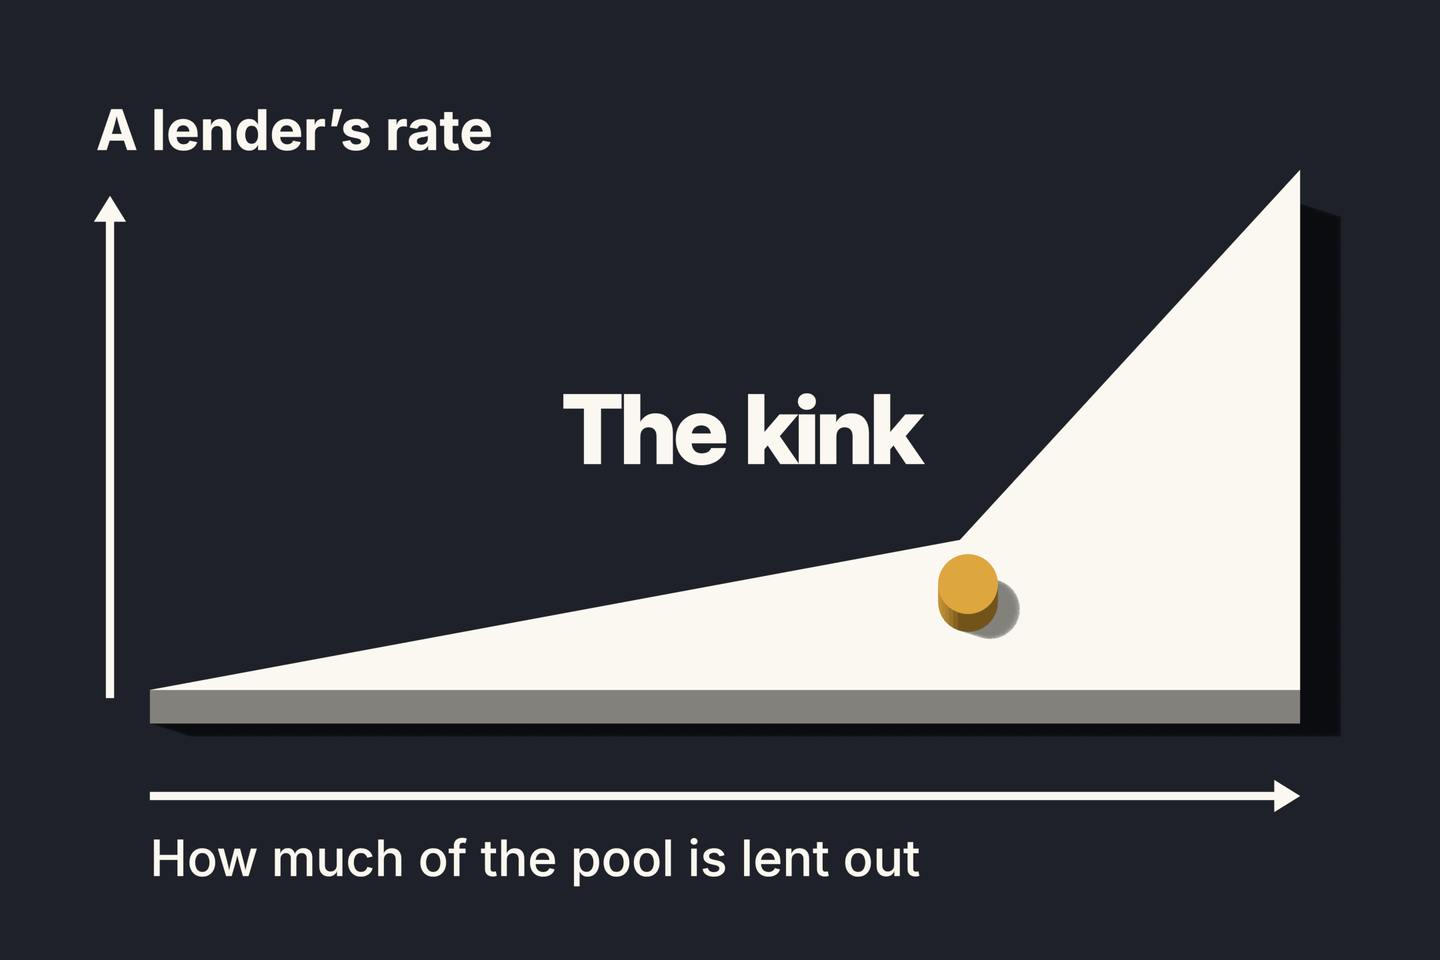 A lender’s rate
The kink
How much of the pool is lent out